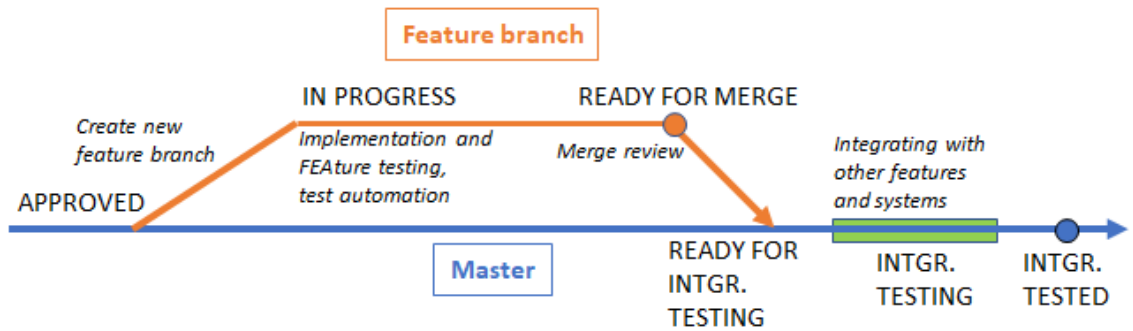 Feature branch
IN PROGRESS
READY FOR MERGE
Create new
feature branch
Implementation and
FEAture testing,
test automation
Merge review
Integrating with
other features
and systems
APPROVED
Master
READY FOR
INTGR.
TESTING
INTGR.
TESTING
INTGR.
TESTED